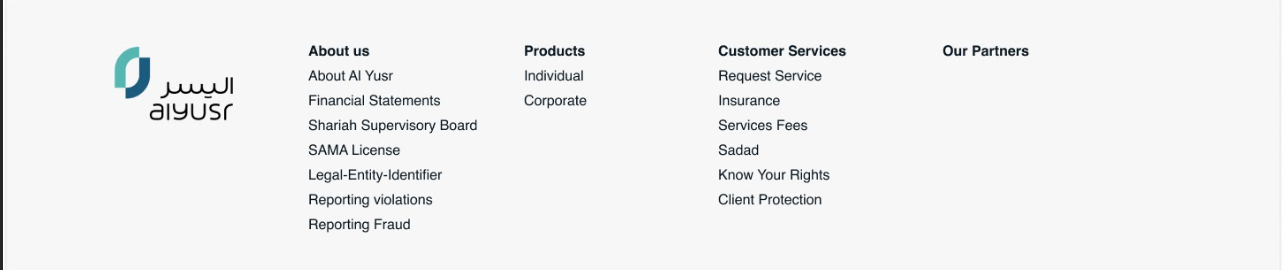 اليسر
alyusr
About us
About Al Yusr
Financial Statements
Shariah Supervisory Board
SAMA License
Legal-Entity-Identifier
Reporting violations
Reporting Fraud
Products
Individual
Corporate
Customer Services
Request Service
Insurance
Services Fees
Sadad
Know Your Rights
Client Protection
Our Partners